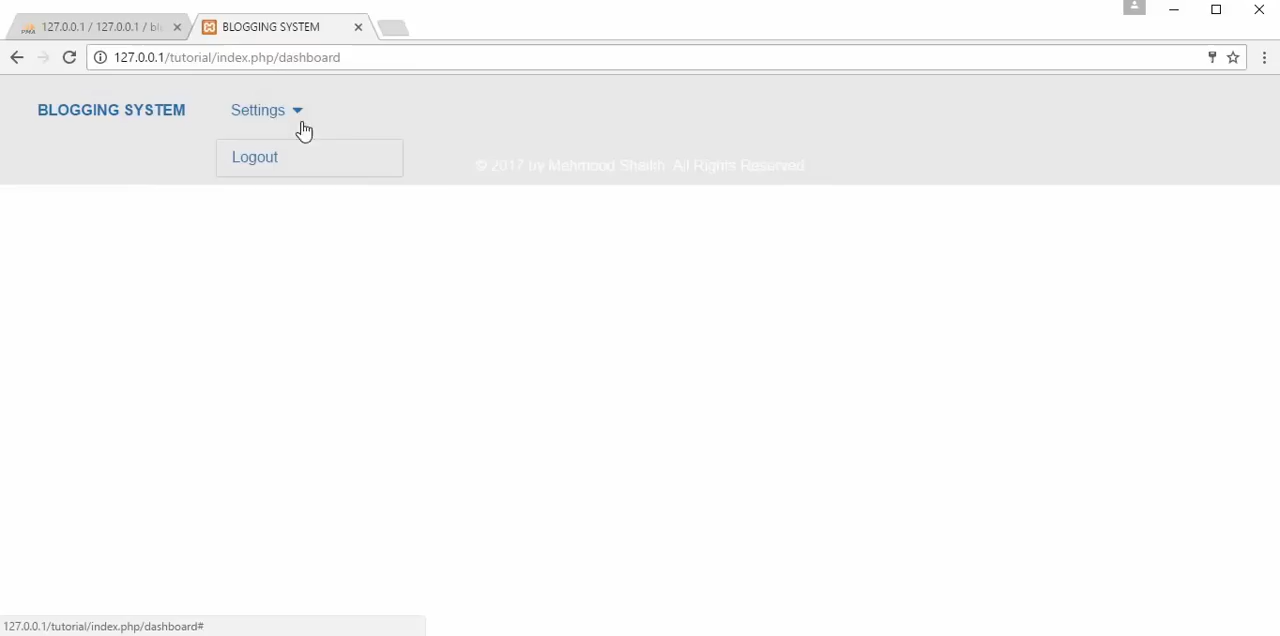 127.0.0.1 / 127.0.0.1 / bl
BLOGGING SYSTEM
127.0.0.1/tutorial/index.php/dashboard
BLOGGING SYSTEM
Settings
Logout
© 2017 by Mehmood Shaikh. All Rights Reserved.
127.0.0.1/tutorial/index.php/dashboard#